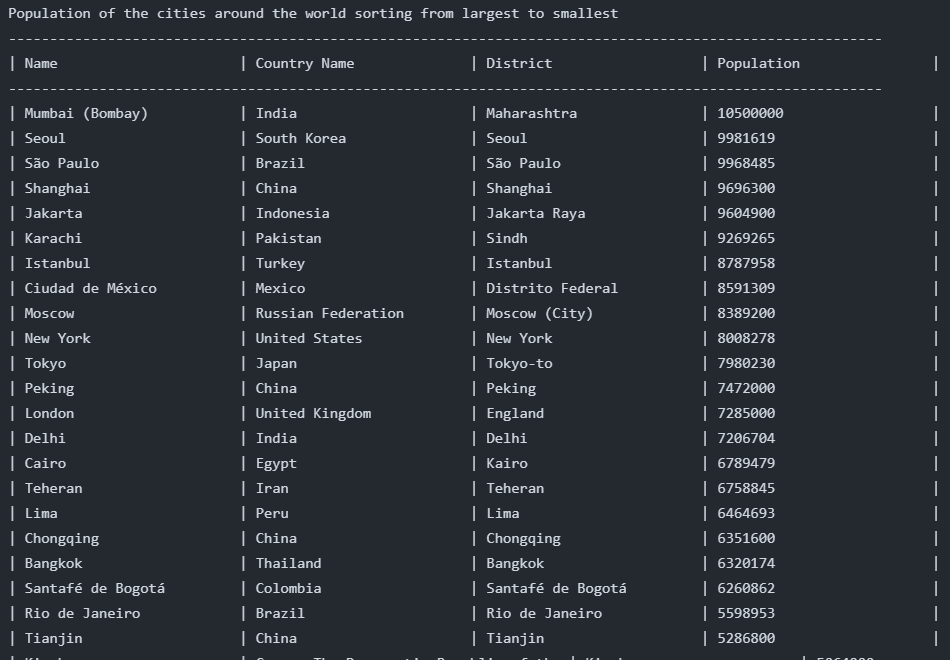 Population of the cities around the world sorting from largest to smallest
----------------------------------------------------------------------------------------------------------
| Name | Country Name | District | Population |
----------------------------------------------------------------------------------------------------------
| Mumbai (Bombay) | India | Maharashtra | 10500000 |
| Seoul | South Korea | Seoul | 9981619 |
| São Paulo | Brazil | São Paulo | 9968485 |
| Shanghai | China | Shanghai | 9696300 |
| Jakarta | Indonesia | Jakarta Raya | 9604900 |
| Karachi | Pakistan | Sindh | 9269265 |
| Istanbul | Turkey | Istanbul | 8787958 |
| Ciudad de México | Mexico | Distrito Federal | 8591309 |
| Moscow | Russian Federation | Moscow (City) | 8389200 |
| New York | United States | New York | 8008278 |
| Tokyo | Japan | Tokyo-to | 7980230 |
| Peking | China | Peking | 7472000 |
| London | United Kingdom | England | 7285000 |
| Delhi | India | Delhi | 7206704 |
| Cairo | Egypt | Kairo | 6789479 |
| Teheran | Iran | Teheran | 6758845 |
| Lima | Peru | Lima | 6464693 |
| Chongqing | China | Chongqing | 6351600 |
| Bangkok | Thailand | Bangkok | 6320174 |
| Santafé de Bogotá | Colombia | Santafé de Bogotá | 6260862 |
| Rio de Janeiro | Brazil | Rio de Janeiro | 5598953 |
| Tianjin | China | Tianjin | 5286800 |